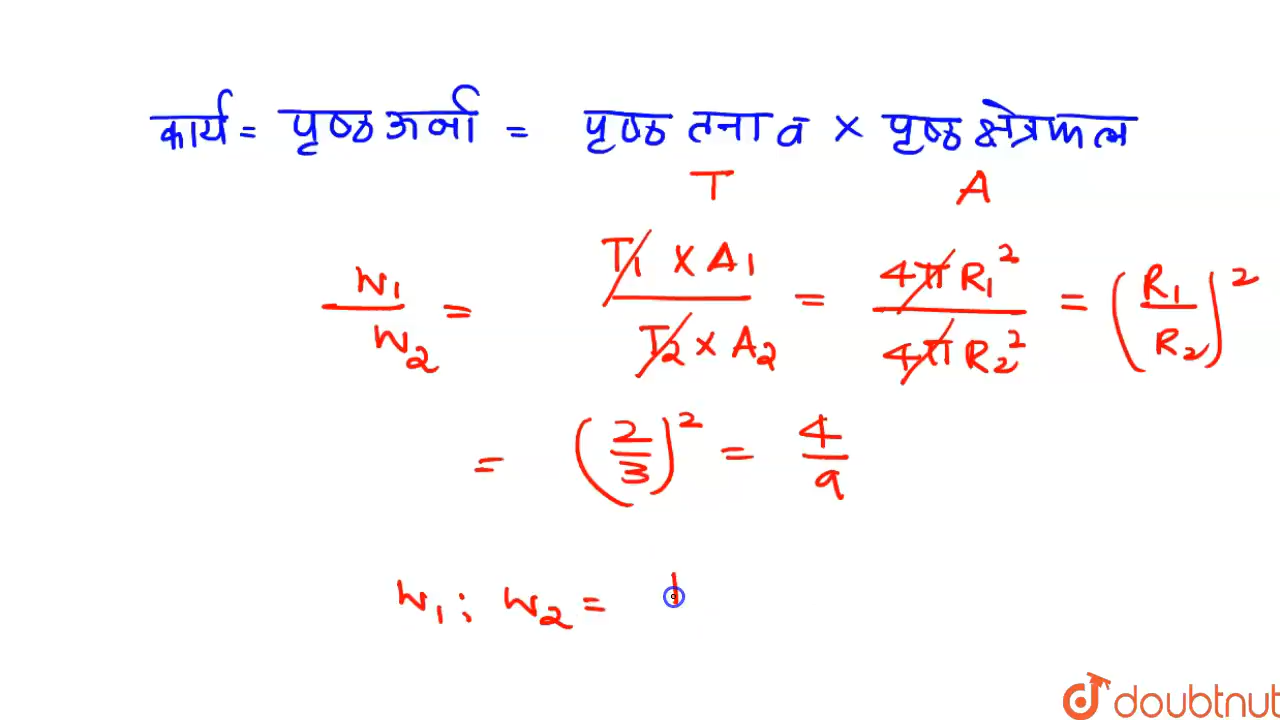 कार्य = पृष्ठ ऊर्जा = पृष्ठ तनाव × पृष्ठ क्षेत्रफल
T A
W1/W2 = T1 × A1/T2 × A2 = 4πR1²/4πR2² = (R1/R2)²
= (2/3)² = 4/9
W1 : W2 =
doubtnut